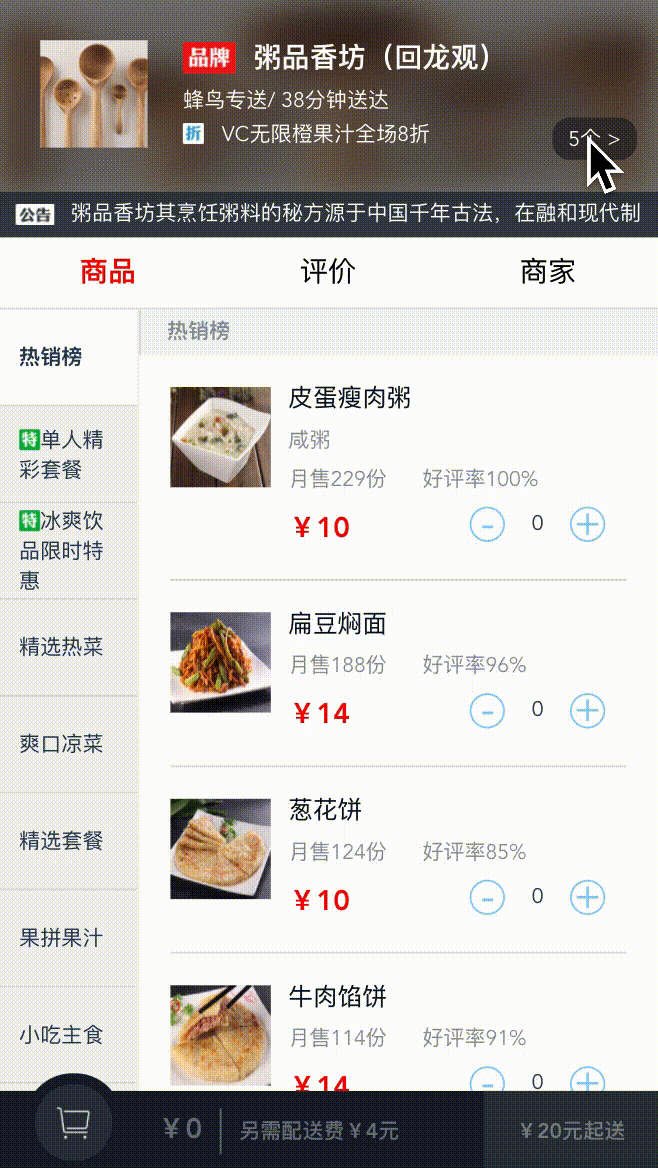 品牌 粥品香坊（回龙观）
蜂鸟专送/ 38分钟送达
折 VC无限橙果汁全场8折
5个 >
公告 粥品香坊其烹饪粥料的秘方源于中国千年古法，在融和现代制
商品 评价 商家
热销榜
特单人精
彩套餐
特冰爽饮
品限时特
惠
精选热菜
爽口凉菜
精选套餐
果拼果汁
小吃主食
热销榜
皮蛋瘦肉粥
咸粥
月售229份 好评率100%
￥10 - 0 +
扁豆焖面
月售188份 好评率96%
￥14 - 0 +
葱花饼
月售124份 好评率85%
￥10 - 0 +
牛肉馅饼
月售114份 好评率91%
￥14 - 0 +
￥0 另需配送费￥4元 ￥20元起送